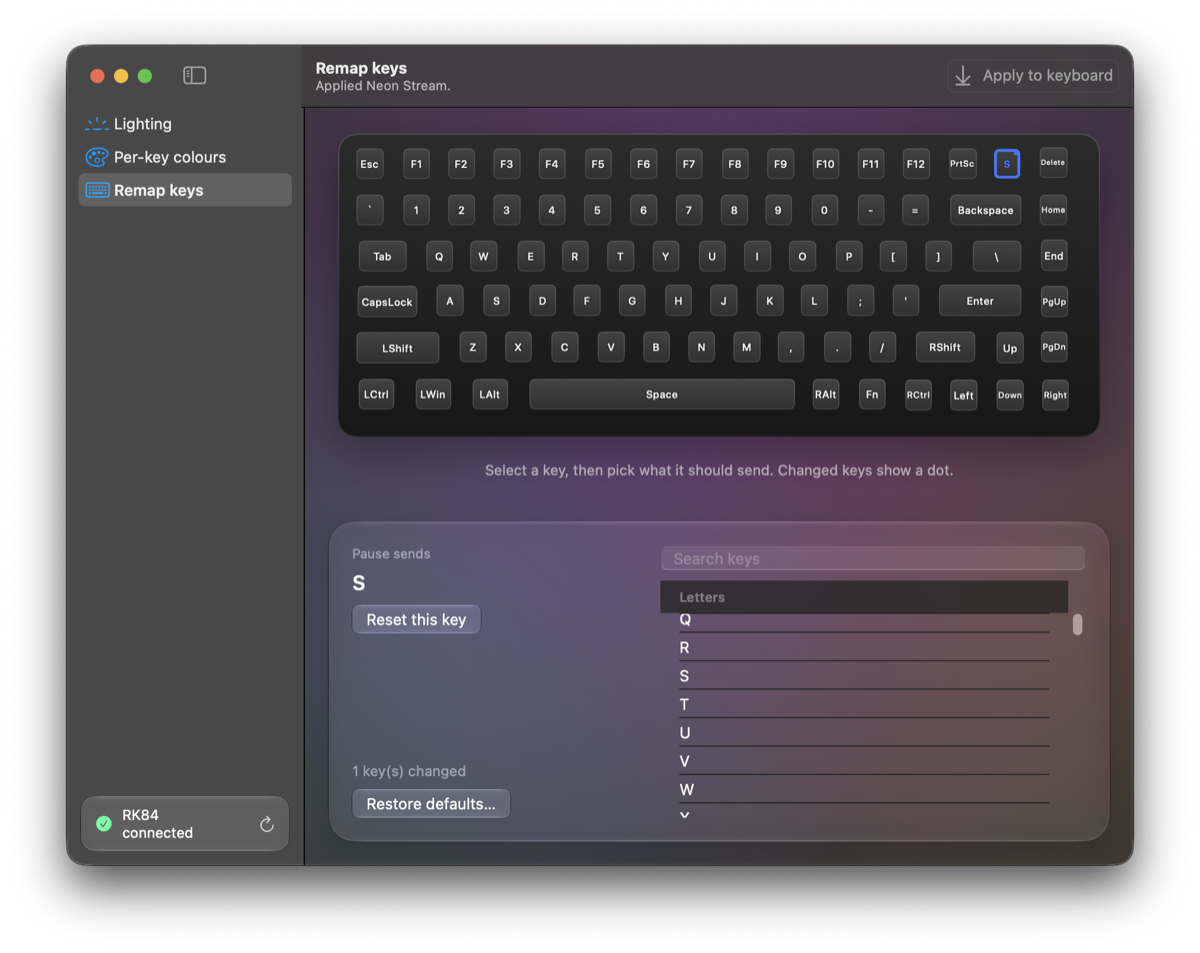 Remap keys
Applied Neon Stream.
Apply to keyboard
Lighting
Per-key colours
Remap keys
Esc F1 F2 F3 F4 F5 F6 F7 F8 F9 F10 F11 F12 PrtSc S Delete
` 1 2 3 4 5 6 7 8 9 0 - = Backspace Home
Tab Q W E R T Y U I O P [ ] \ End
CapsLock A S D F G H J K L ; ' Enter PgUp
LShift Z X C V B N M , . / RShift Up PgDn
LCtrl LWin LAlt Space RAlt Fn RCtrl Left Down Right
Select a key, then pick what it should send. Changed keys show a dot.
Pause sends
S
Reset this key
1 key(s) changed
Restore defaults...
Search keys
Letters
Q
R
S
T
U
V
W
RK84
connected